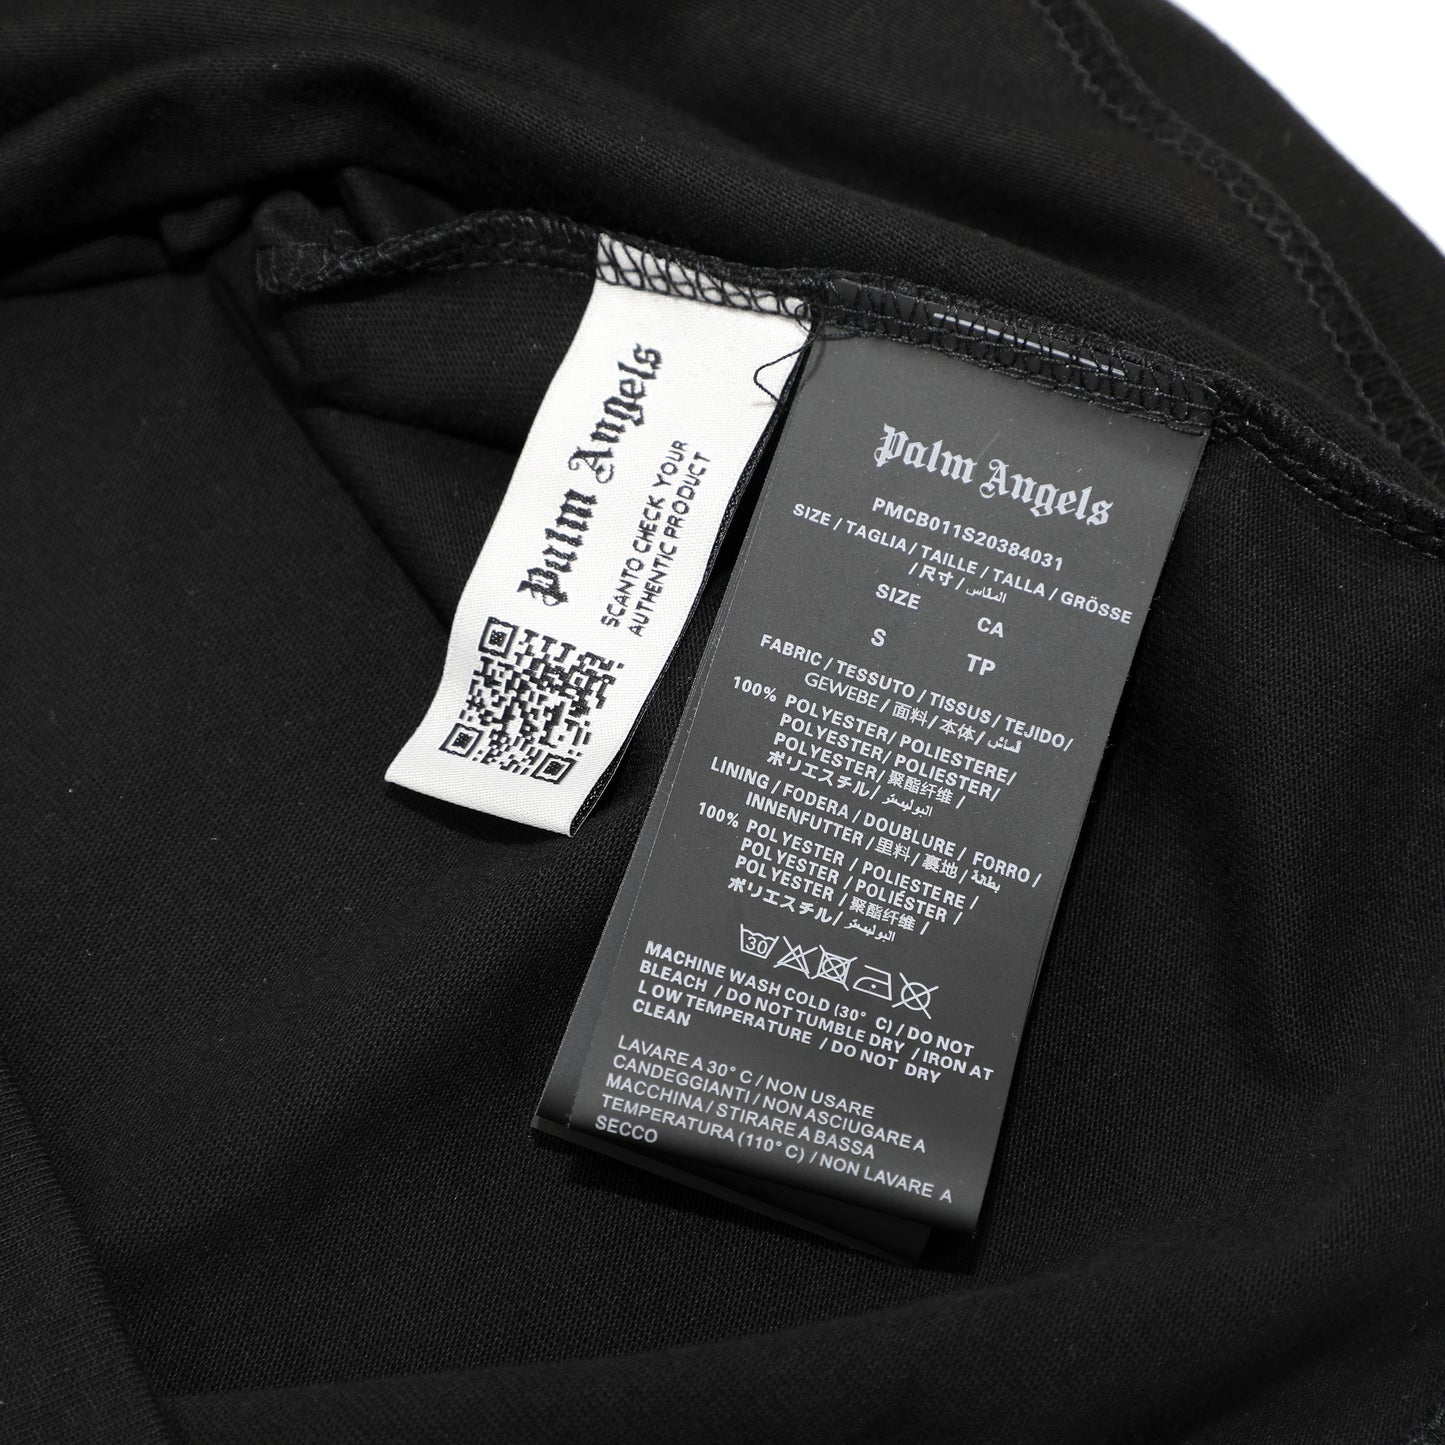 Palm Angels
SCANTO CHECK YOUR
AUTHENTIC PRODUCT
Palm Angels
PMCB011S20384031
SIZE / TAGLIA / TAILLE / TALLA / GRÖSSE
/ 尺寸 / المقاس
SIZE CA
S TP
FABRIC / TESSUTO / TISSUS / TEJIDO/
GEWEBE / 面料 / 本体 / قماش
100% POLYESTER/ POLIESTERE/
POLYESTER/ POLIESTER/
POLYESTER/ 聚酯纤维 /
ポリエスチル/ البوليستر
LINING / FODERA / DOUBLURE / FORRO /
INNENFUTTER / 里料 / 裏地 / بطانة
100% POLYESTER / POLIESTERE /
POLYESTER / POLIÉSTER /
POLYESTER / 聚酯纤维 /
ポリエスチル/ البوليستر
30
MACHINE WASH COLD (30° C) / DO NOT
BLEACH / DO NOT TUMBLE DRY / IRON AT
LOW TEMPERATURE / DO NOT DRY
CLEAN
LAVARE A 30° C / NON USARE
CANDEGGIANTI / NON ASCIUGARE A
MACCHINA / STIRARE A BASSA
TEMPERATURA (110° C) / NON LAVARE A
SECCO